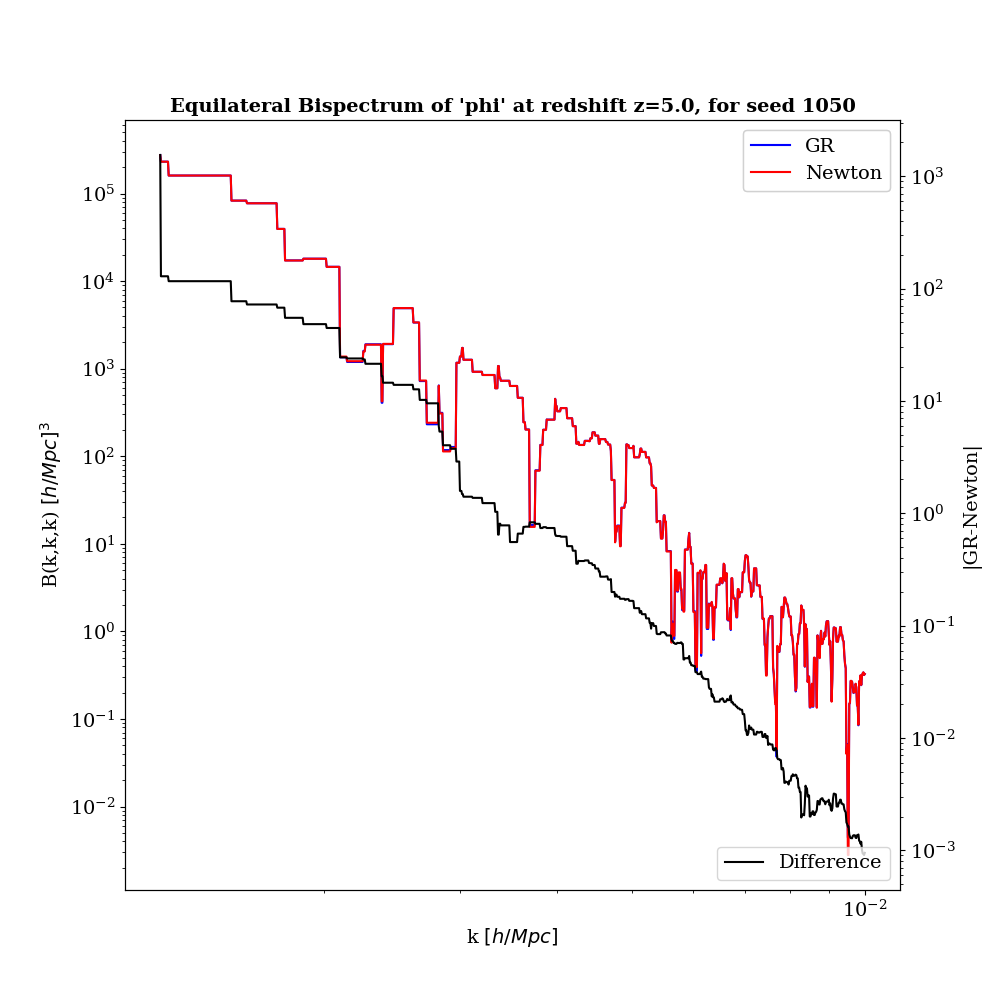 Equilateral Bispectrum of 'phi' at redshift z=5.0, for seed 1050
GR
Newton
10^5
10^4
10^3
10^2
10^1
10^0
10^{-1}
10^{-2}
B(k,k,k) [h/Mpc]^3
10^3
10^2
10^1
10^0
10^{-1}
10^{-2}
10^{-3}
|GR-Newton|
Difference
10^{-2}
k [h/Mpc]